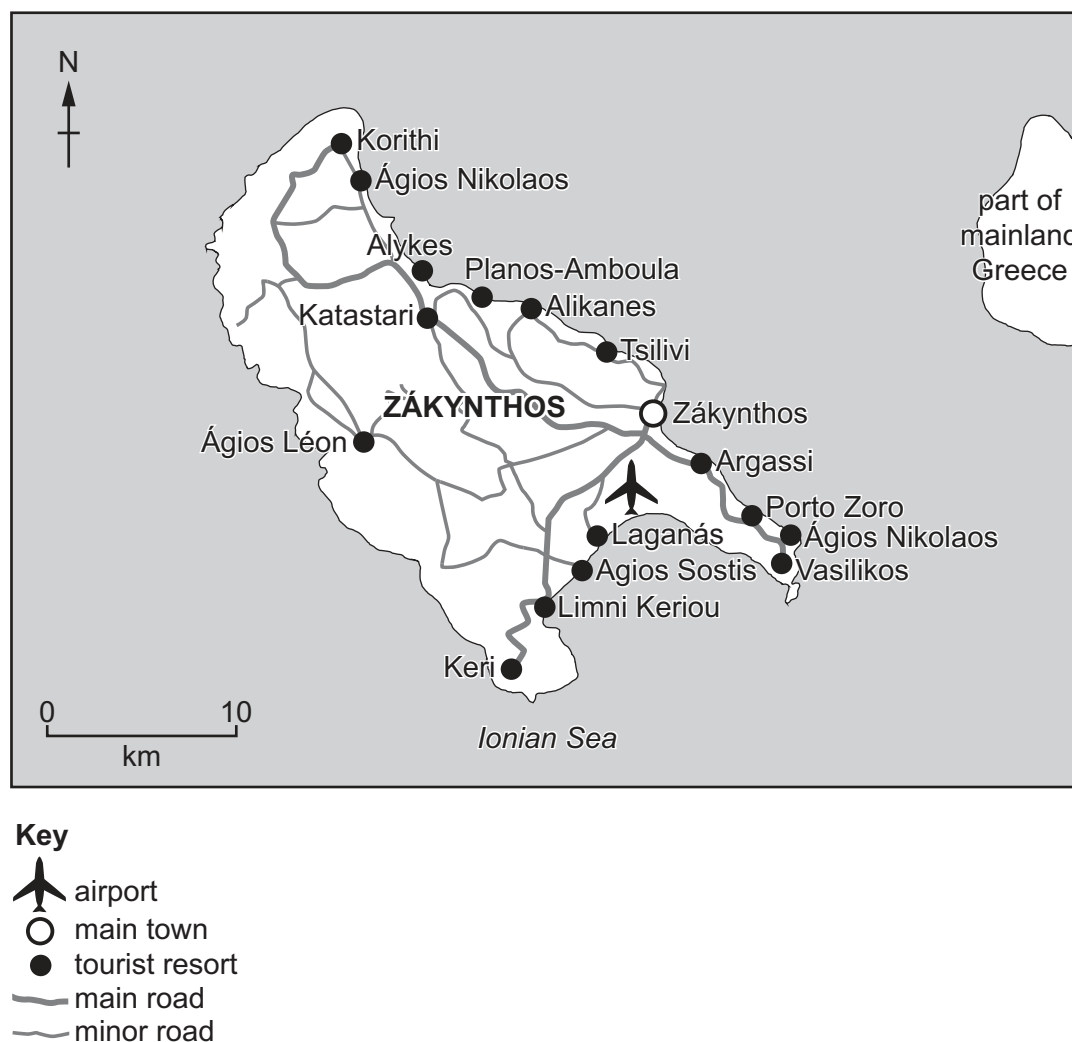 N
Korithi
Ágios Nikolaos
part of
mainland
Greece
Alykes
Planos-Amboula
Katastari
Alikanes
Tsilivi
ZÁKYNTHOS
Zákynthos
Ágios Léon
Argassi
Porto Zoro
Laganás
Ágios Nikolaos
Agios Sostis
Vasilikos
Limni Keriou
Keri
0 10
km
Ionian Sea
Key
airport
main town
tourist resort
main road
minor road